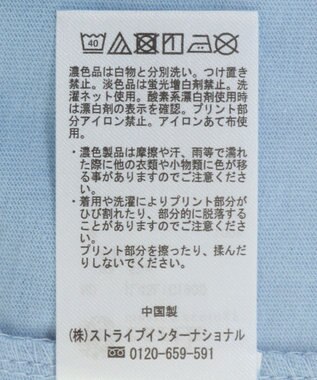 40
濃色品は白物と分別洗い。つけ置き
禁止。淡色品は蛍光増白剤禁止。洗
濯ネット使用。酸素系漂白剤使用時
は漂白剤の表示を確認。プリント部
分アイロン禁止。アイロンあて布使
用。
・濃色製品は摩擦や汗、雨等で濡れ
た際に他の衣類や小物類に色が移
る事がありますのでご注意くださ
い。
・着用や洗濯によりプリント部分が
ひび割れたり、部分的に脱落する
ことがありますのでご注意くださ
い。
プリント部分を擦ったり、揉んだ
りしないでください。
中国製
(株)ストライプインターナショナル
0120-659-591